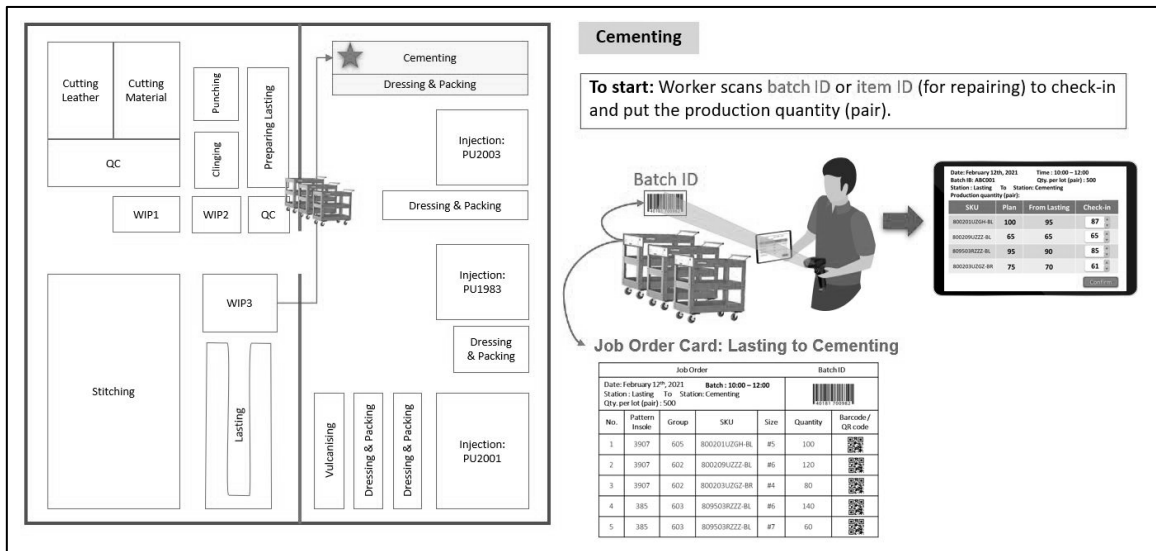 Cutting
Leather
Cutting
Material
Punching
Preparing Lasting
Clinging
QC
WIP1
WIP2
QC
WIP3
Stitching
Lasting
Cementing
Dressing & Packing
Injection:
PU2003
Dressing & Packing
Injection:
PU1983
Dressing
& Packing
Vulcanising
Dressing & Packing
Dressing & Packing
Injection:
PU2001
Cementing
To start: Worker scans batch ID or item ID (for repairing) to check-in
and put the production quantity (pair).
Batch ID
Date: February 12th, 2021 Time : 10:00 – 12:00
Batch IB: ABC001 Qty. per lot (pair) : 500
Station : Lasting To Station: Cementing
Production quantity (pair):
SKU Plan From Lasting Check-in
800201UZGH-BL 100 95 87
800209UZZZ-BL 65 65 65
809503RZZZ-BL 95 90 85
800203UZGZ-BR 75 70 61
Confirm
Job Order Card: Lasting to Cementing
Job Order Batch ID
Date: February 12th, 2021 Batch : 10:00 – 12:00
Station : Lasting To Station: Cementing
Qty. per lot (pair) : 500
No. Pattern Insole Group SKU Size Quantity Barcode/ QR code
1 3907 605 800201UZGH-BL #5 100
2 3907 602 800209UZZZ-BL #6 120
3 3907 602 800203UZGZ-BR #4 80
4 385 603 809503RZZZ-BL #6 140
5 385 603 809503RZZZ-BL #7 60